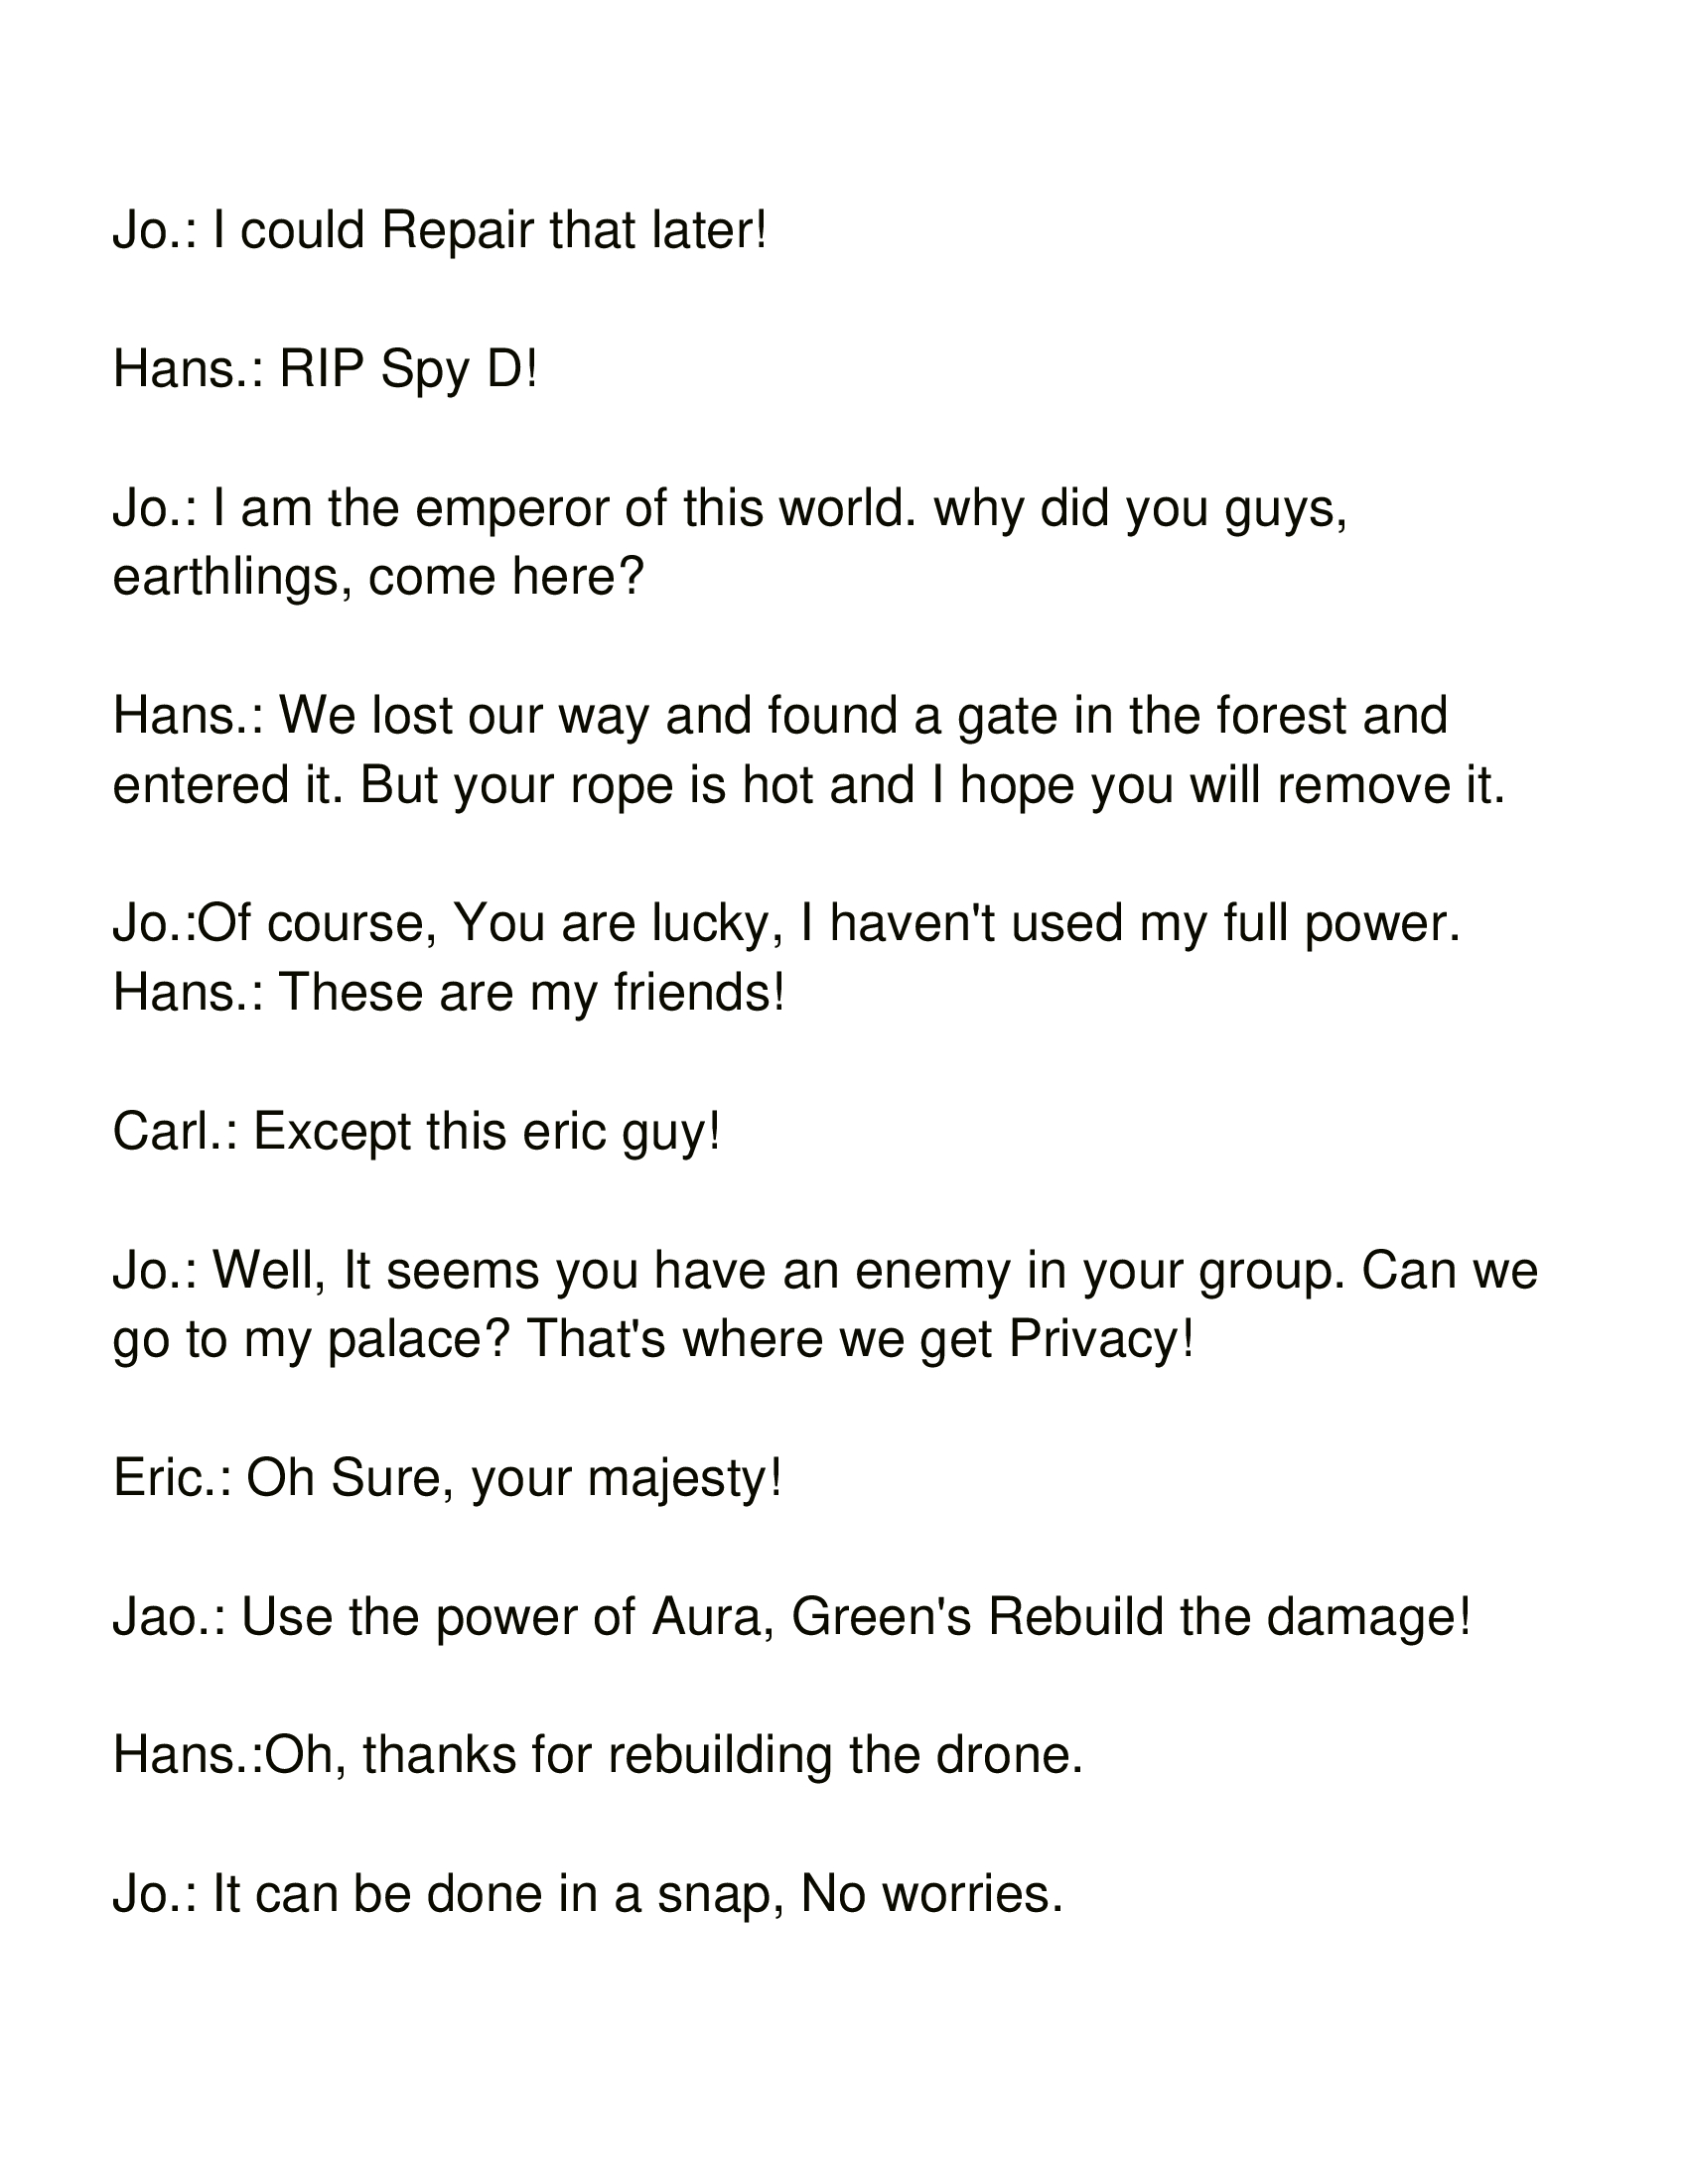 Jo.: I could Repair that later!
Hans.: RIP Spy D!
Jo.: I am the emperor of this world. why did you guys,
earthlings, come here?
Hans.: We lost our way and found a gate in the forest and
entered it. But your rope is hot and I hope you will remove it.
Jo.:Of course, You are lucky, I haven't used my full power.
Hans.: These are my friends!
Carl.: Except this eric guy!
Jo.: Well, It seems you have an enemy in your group. Can we
go to my palace? That's where we get Privacy!
Eric.: Oh Sure, your majesty!
Jao.: Use the power of Aura, Green's Rebuild the damage!
Hans.:Oh, thanks for rebuilding the drone.
Jo.: It can be done in a snap, No worries.